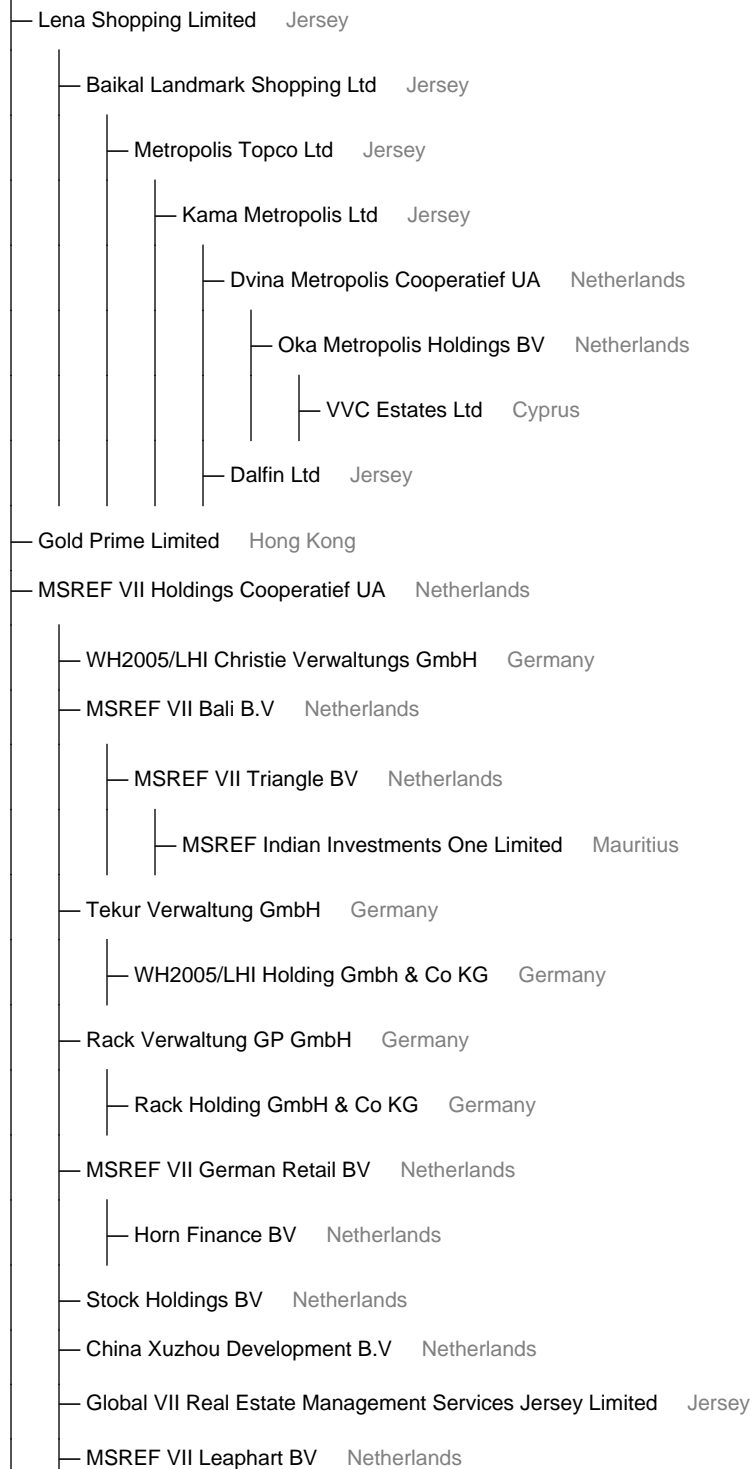 Lena Shopping Limited Jersey
Baikal Landmark Shopping Ltd Jersey
Metropolis Topco Ltd Jersey
Kama Metropolis Ltd Jersey
Dvina Metropolis Cooperatief UA Netherlands
Oka Metropolis Holdings BV Netherlands
VVC Estates Ltd Cyprus
Dalfin Ltd Jersey
Gold Prime Limited Hong Kong
MSREF VII Holdings Cooperatief UA Netherlands
WH2005/LHI Christie Verwaltungs GmbH Germany
MSREF VII Bali B.V Netherlands
MSREF VII Triangle BV Netherlands
MSREF Indian Investments One Limited Mauritius
Tekur Verwaltung GmbH Germany
WH2005/LHI Holding Gmbh & Co KG Germany
Rack Verwaltung GP GmbH Germany
Rack Holding GmbH & Co KG Germany
MSREF VII German Retail BV Netherlands
Horn Finance BV Netherlands
Stock Holdings BV Netherlands
China Xuzhou Development B.V Netherlands
Global VII Real Estate Management Services Jersey Limited Jersey
MSREF VII Leaphart BV Netherlands